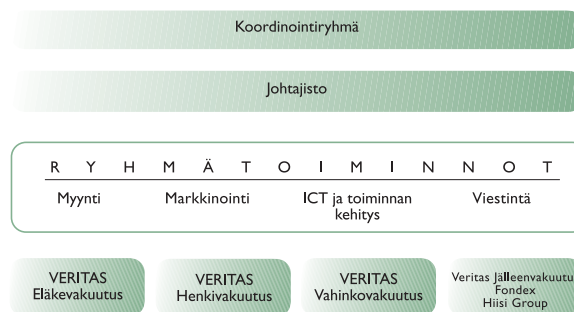 Koordinointiryhmä
Johtajisto
R Y H M Ä T O I M I N N O T
Myynti Markkinointi ICT ja toiminnan kehitys Viestintä
VERITAS
Eläkevakuutus
VERITAS
Henkivakuutus
VERITAS
Vahinkovakuutus
Veritas Jälleenvakuutu
Fondex
Hiisi Group